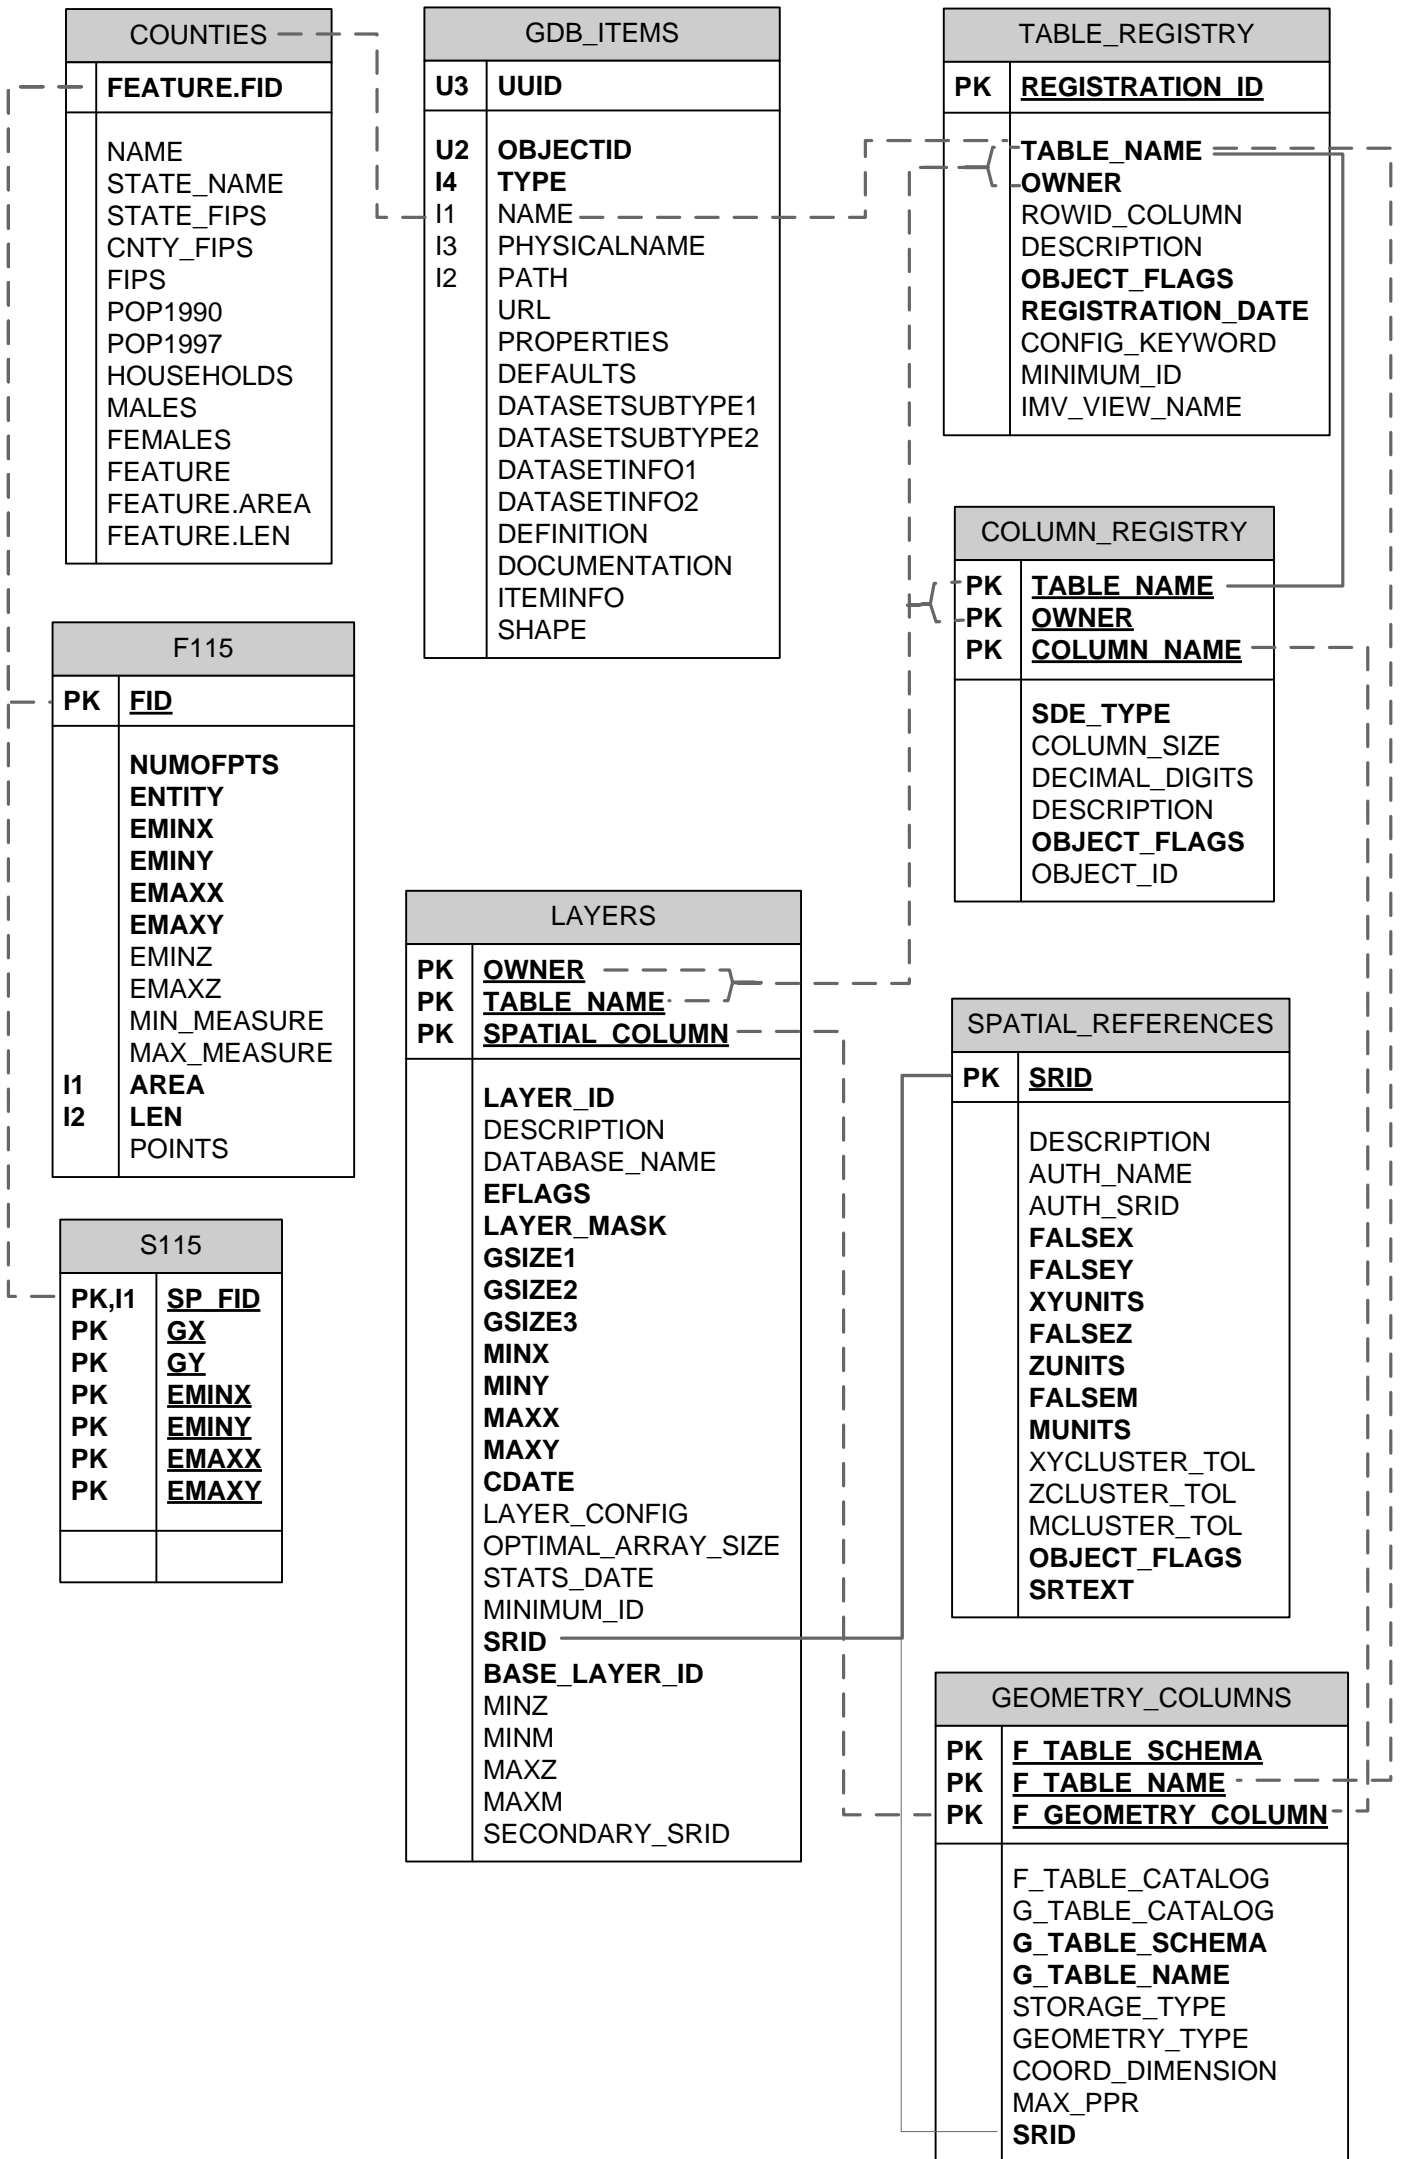 COUNTIES
FEATURE.FID
NAME
STATE_NAME
STATE_FIPS
CNTY_FIPS
FIPS
POP1990
POP1997
HOUSEHOLDS
MALES
FEMALES
FEATURE
FEATURE.AREA
FEATURE.LEN
GDB_ITEMS
U3 UUID
U2 OBJECTID
I4 TYPE
I1 NAME
I3 PHYSICALNAME
I2 PATH
URL
PROPERTIES
DEFAULTS
DATASETSUBTYPE1
DATASETSUBTYPE2
DATASETINFO1
DATASETINFO2
DEFINITION
DOCUMENTATION
ITEMINFO
SHAPE
TABLE_REGISTRY
PK REGISTRATION_ID
TABLE_NAME
OWNER
ROWID_COLUMN
DESCRIPTION
OBJECT_FLAGS
REGISTRATION_DATE
CONFIG_KEYWORD
MINIMUM_ID
IMV_VIEW_NAME
COLUMN_REGISTRY
PK TABLE_NAME
PK OWNER
PK COLUMN_NAME
SDE_TYPE
COLUMN_SIZE
DECIMAL_DIGITS
DESCRIPTION
OBJECT_FLAGS
OBJECT_ID
F115
PK FID
NUMOFPTS
ENTITY
EMINX
EMINY
EMAXX
EMAXY
EMINZ
EMAXZ
MIN_MEASURE
MAX_MEASURE
I1 AREA
I2 LEN
POINTS
S115
PK,I1 SP_FID
PK GX
PK GY
PK EMINX
PK EMINY
PK EMAXX
PK EMAXY
LAYERS
PK OWNER
PK TABLE_NAME
PK SPATIAL_COLUMN
LAYER_ID
DESCRIPTION
DATABASE_NAME
EFLAGS
LAYER_MASK
GSIZE1
GSIZE2
GSIZE3
MINX
MINY
MAXX
MAXY
CDATE
LAYER_CONFIG
OPTIMAL_ARRAY_SIZE
STATS_DATE
MINIMUM_ID
SRID
BASE_LAYER_ID
MINZ
MINM
MAXZ
MAXM
SECONDARY_SRID
SPATIAL_REFERENCES
PK SRID
DESCRIPTION
AUTH_NAME
AUTH_SRID
FALSEX
FALSEY
XYUNITS
FALSEZ
ZUNITS
FALSEM
MUNITS
XYCLUSTER_TOL
ZCLUSTER_TOL
MCLUSTER_TOL
OBJECT_FLAGS
SRTEXT
GEOMETRY_COLUMNS
PK F_TABLE_SCHEMA
PK F_TABLE_NAME
PK F_GEOMETRY_COLUMN
F_TABLE_CATALOG
G_TABLE_CATALOG
G_TABLE_SCHEMA
G_TABLE_NAME
STORAGE_TYPE
GEOMETRY_TYPE
COORD_DIMENSION
MAX_PPR
SRID